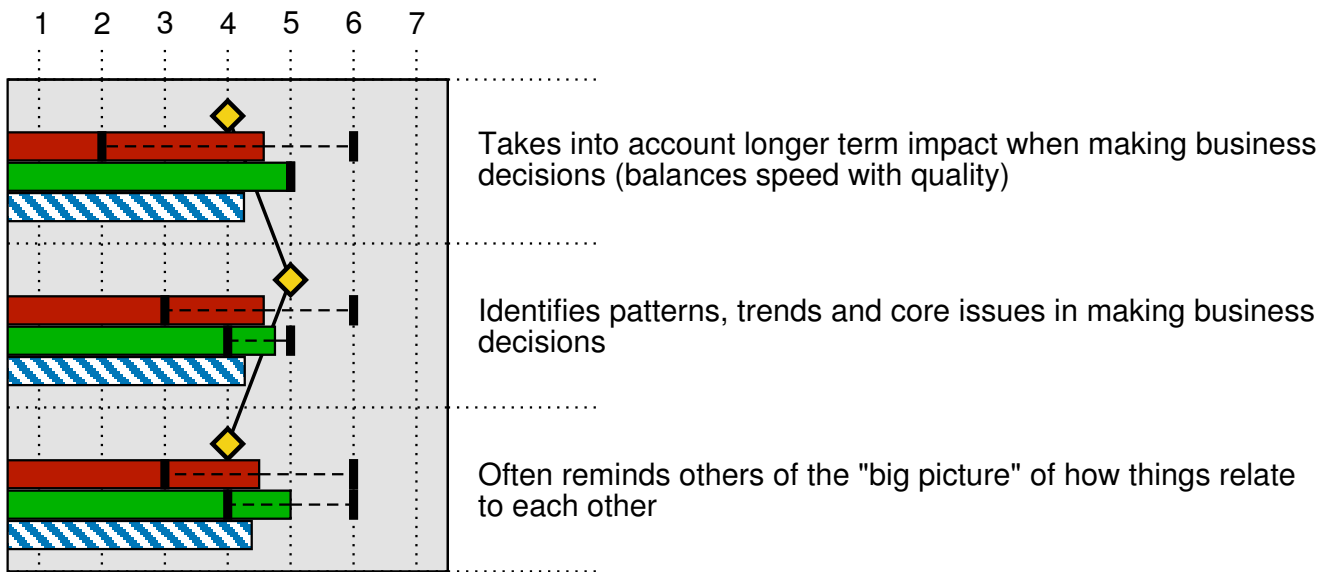 1 2 3 4 5 6 7
Takes into account longer term impact when making business
decisions (balances speed with quality)
Identifies patterns, trends and core issues in making business
decisions
Often reminds others of the "big picture" of how things relate
to each other